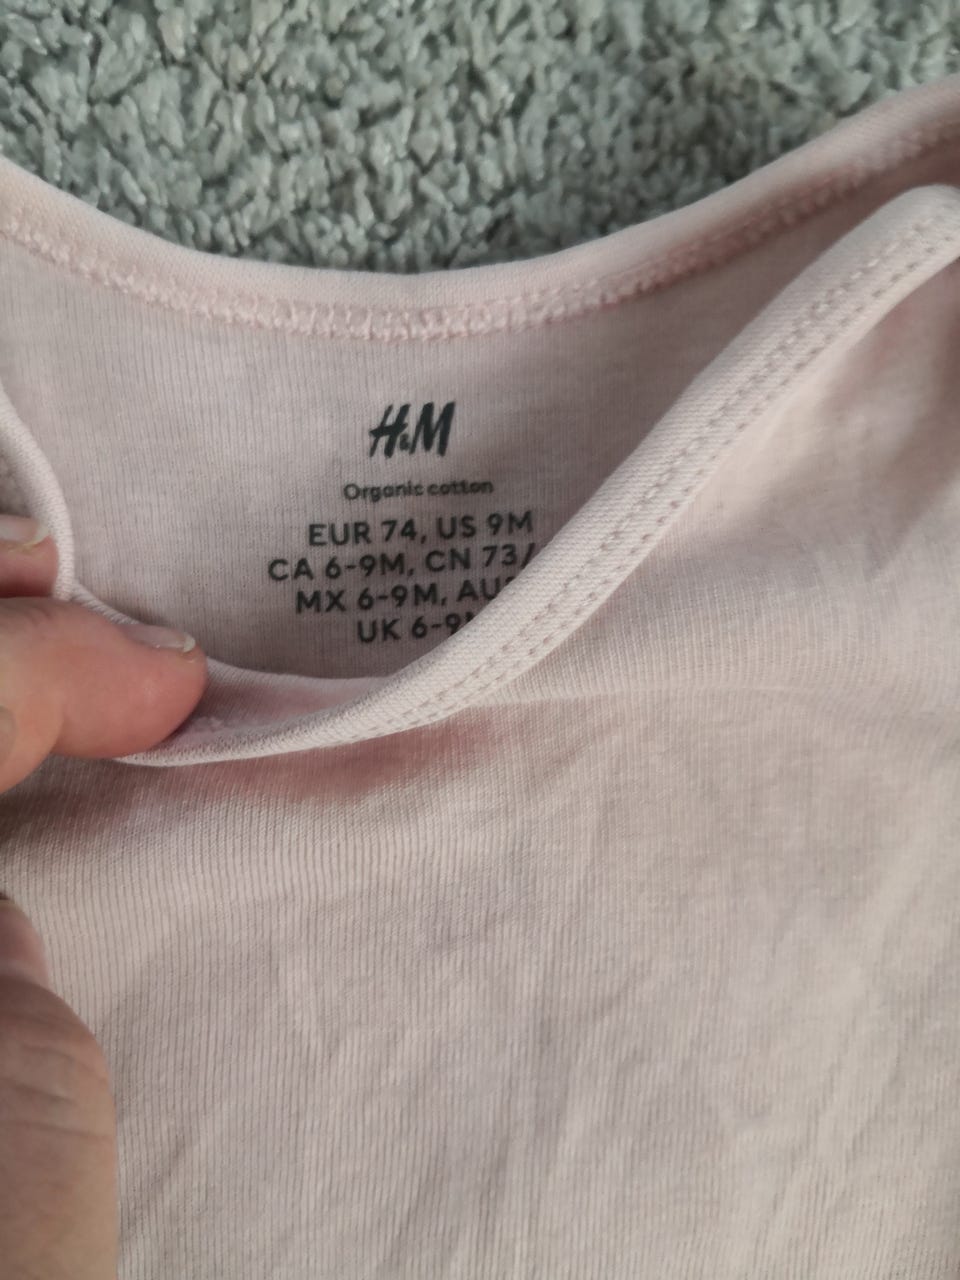 H&M
Organic cotton
EUR 74, US 9M
CA 6-9M, CN 73/
MX 6-9M, AU
UK 6-9